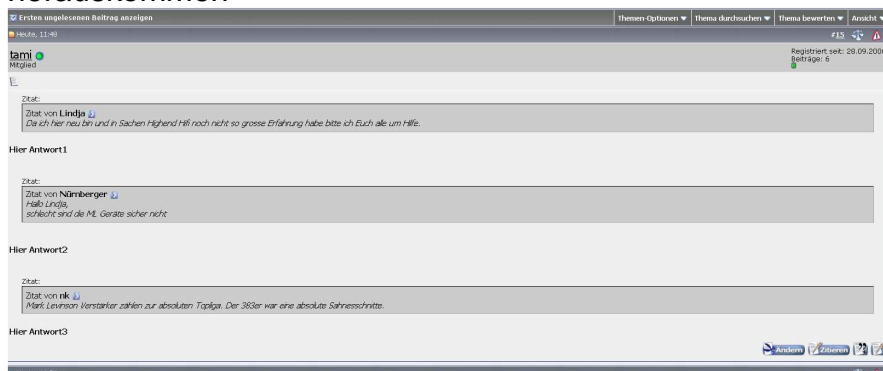 Ersten ungelesenen Beitrag anzeigen
Themen-Optionen
Thema durchsuchen
Thema bewerten
Ansicht
Heute, 11:49
#15
tami
Mitglied
Registriert seit: 28.09.200
Beiträge: 6
Zitat:
Zitat von Lindja
Da ich hier neu bin und in Sachen Highend Hifi noch nicht so grosse Erfahrung habe bitte ich Euch alle um Hilfe.
Hier Antwort1
Zitat:
Zitat von Nürnberger
Hallo Lindja,
schlecht sind die ML Geräte sicher nicht
Hier Antwort2
Zitat:
Zitat von nk
Mark Levinson Verstärker zählen zur absoluten Topliga. Der 383er war eine absolute Sahnesschnitte.
Hier Antwort3
Ändern
Zitieren